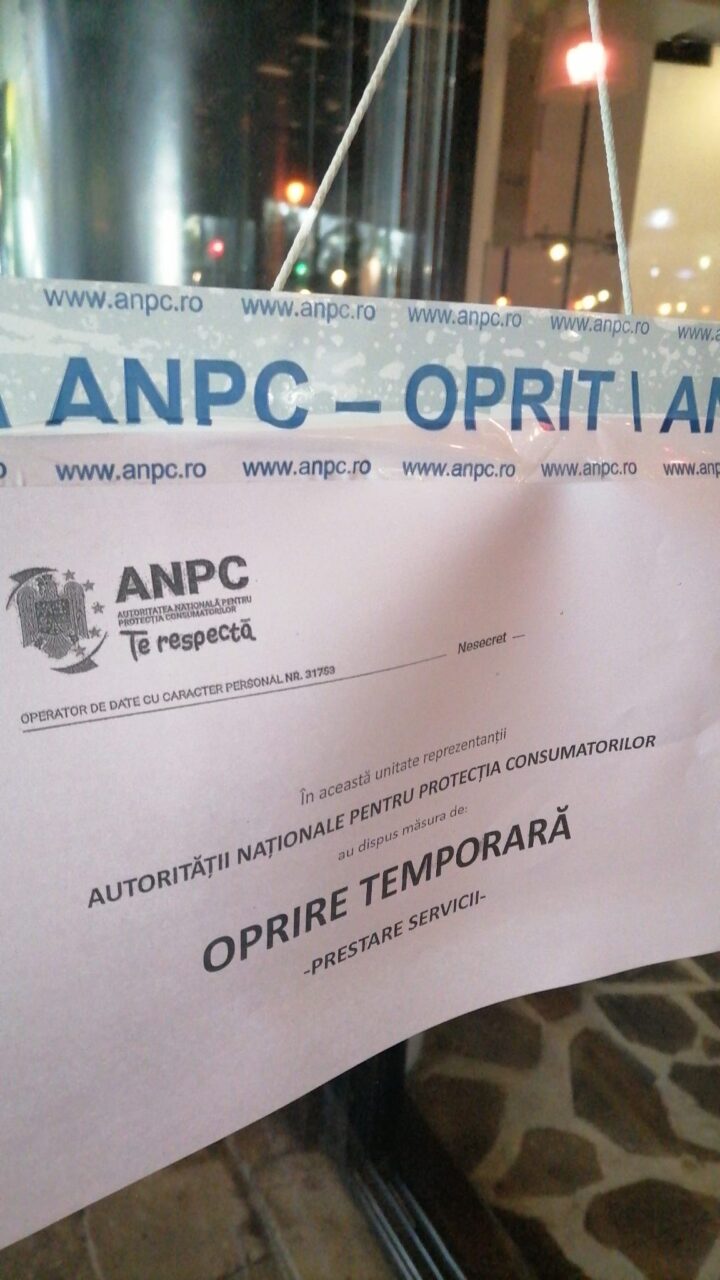 www.anpc.ro www.anpc.ro www.anpc.ro www.anpc.ro
ANPC – OPRIT |
www.anpc.ro www.anpc.ro www.anpc.ro www.anpc.ro
ANPC
AUTORITATEA NAȚIONALĂ PENTRU
PROTECȚIA CONSUMATORILOR
Te respectă
Nesecret
OPERATOR DE DATE CU CARACTER PERSONAL NR. 31753
În această unitate reprezentanții
AUTORITĂȚII NAȚIONALE PENTRU PROTECȚIA CONSUMATORILOR
au dispus măsura de:
OPRIRE TEMPORARĂ
-PRESTARE SERVICII-